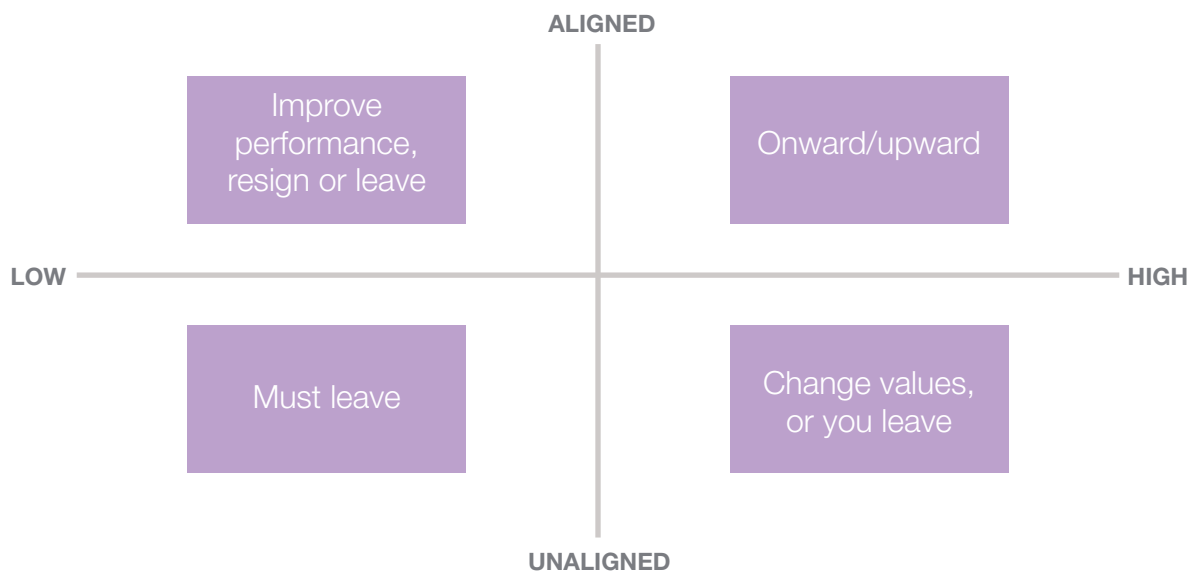 ALIGNED
Improve
performance,
resign or leave
Onward/upward
LOW
HIGH
Must leave
Change values,
or you leave
UNALIGNED